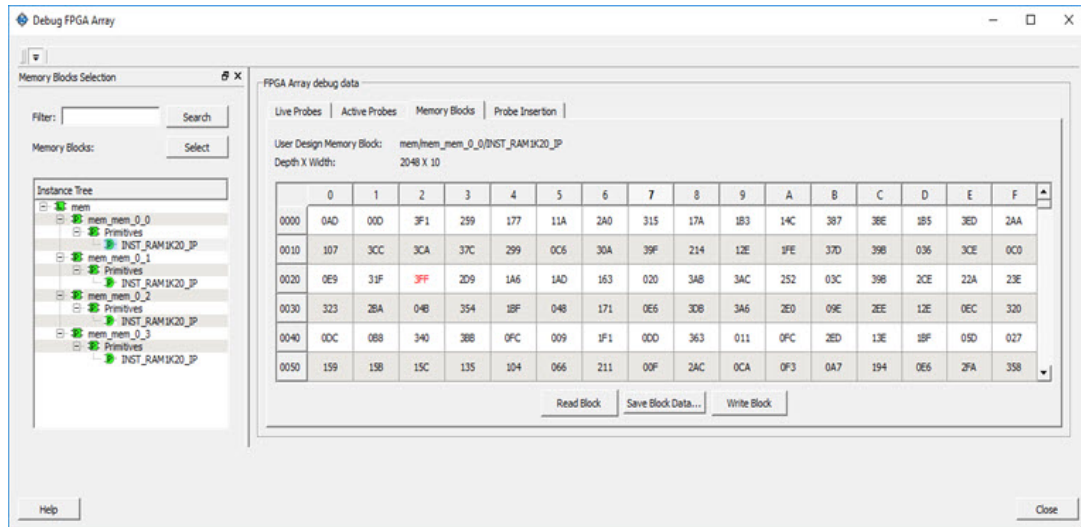 Debug FPGA Array
Memory Blocks Selection
Filter: Search
Memory Blocks: Select
Instance Tree
mem
mem_mem_0_0
Primitives
INST_RAM1K20_IP
mem_mem_0_1
Primitives
INST_RAM1K20_IP
mem_mem_0_2
Primitives
INST_RAM1K20_IP
mem_mem_0_3
Primitives
INST_RAM1K20_IP
FPGA Array debug data
Live Probes Active Probes Memory Blocks Probe Insertion
User Design Memory Block: mem/mem_mem_0_0/INST_RAM1K20_IP
Depth X Width: 2048 X 10
0 1 2 3 4 5 6 7 8 9 A B C D E F
0000 0AD 00D 3F1 259 177 11A 2A0 315 17A 1B3 14C 387 3BE 1B5 3ED 2AA
0010 107 3CC 3CA 37C 299 0C6 30A 39F 214 12E 1FE 37D 39B 036 3CE 0C0
0020 0E9 31F 3FF 2D9 1A6 1AD 163 020 3AB 3AC 252 03C 39B 2CE 22A 23E
0030 323 2BA 04B 354 1BF 04B 171 0E6 3DB 3A6 2E0 09E 2EE 12E 0EC 320
0040 0DC 0B8 340 3BB 0FC 009 1F1 0DD 363 011 0FC 2ED 13E 1BF 05D 027
0050 159 15B 15C 135 104 066 211 00F 2AC 0CA 0F3 0A7 194 0E6 2FA 358
Read Block Save Block Data... Write Block
Help Close